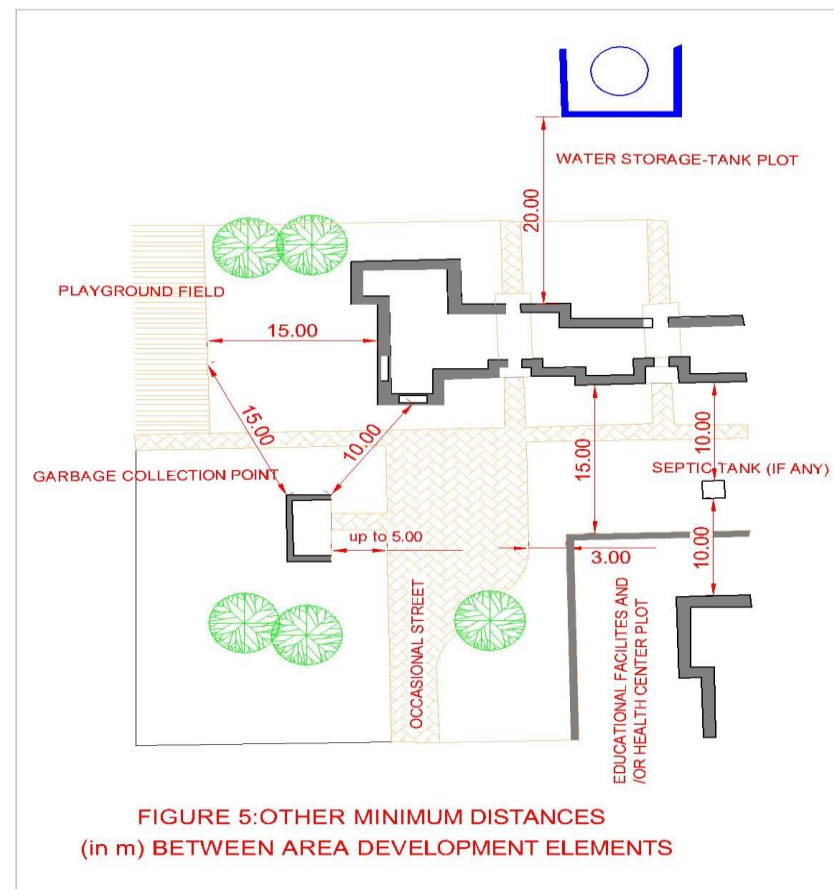 WATER STORAGE-TANK PLOT
20.00
PLAYGROUND FIELD
15.00
15.00
10.00
15.00
10.00
GARBAGE COLLECTION POINT
SEPTIC TANK (IF ANY)
up to 5.00
3.00
10.00
OCCASIONAL STREET
EDUCATIONAL FACILITES AND
/OR HEALTH CENTER PLOT
FIGURE 5:OTHER MINIMUM DISTANCES
(in m) BETWEEN AREA DEVELOPMENT ELEMENTS